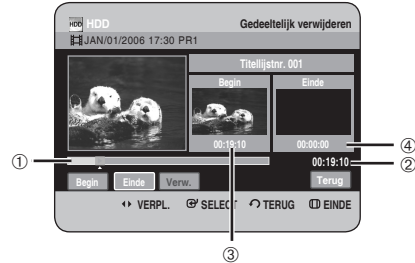 HDD HDD Gedeeltelijk verwijderen
JAN/01/2006 17:30 PR1
Titellijstnr. 001
Begin Einde
00:19:10 00:00:00 ④
① 00:19:10 ②
Begin Einde Verw. Terug
VERPL. SELECT TERUG EINDE
③